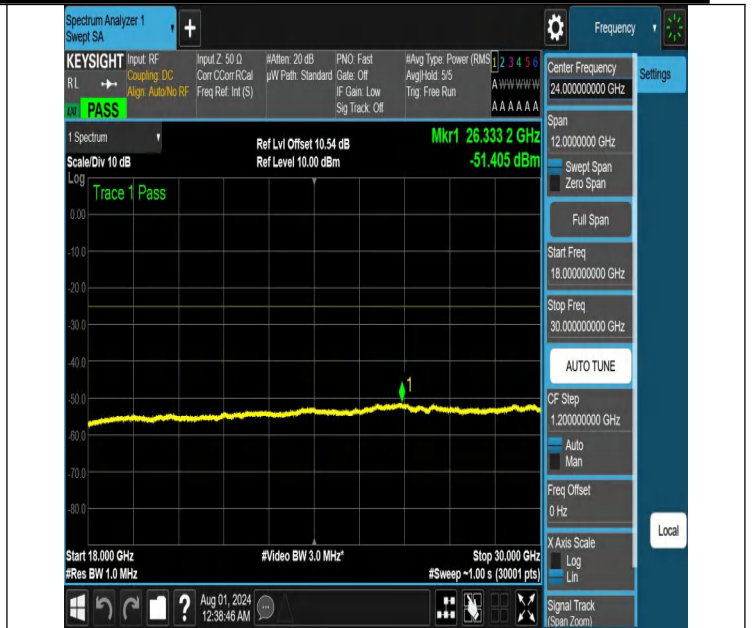 Spectrum Analyzer 1
Swept SA
+
Frequency
KEYSIGHT
RL
PASS
Input: RF
Coupling: DC
Align: Auto/No RF
Input Z: 50 Ω
Corr CCorr RCal
Freq Ref: Int (S)
#Atten: 20 dB
µW Path: Standard
PNO: Fast
Gate: Off
IF Gain: Low
Sig Track: Off
#Avg Type: Power (RMS
Avg|Hold: 5/5
Trig: Free Run
1 2 3 4 5 6
A W W W W W
A A A A A A
1 Spectrum
Scale/Div 10 dB
Ref Lvl Offset 10.54 dB
Ref Level 10.00 dBm
Mkr1 26.333 2 GHz
-51.405 dBm
Log
Trace 1 Pass
0.00
-10.0
-20.0
-30.0
-40.0
-50.0
-60.0
-70.0
-80.0
1
Start 18.000 GHz
#Res BW 1.0 MHz
#Video BW 3.0 MHz*
Stop 30.000 GHz
#Sweep ~1.00 s (30001 pts)
?
Aug 01, 2024
12:38:46 AM
Center Frequency
24.000000000 GHz
Settings
Span
12.0000000 GHz
Swept Span
Zero Span
Full Span
Start Freq
18.000000000 GHz
Stop Freq
30.000000000 GHz
AUTO TUNE
CF Step
1.200000000 GHz
Auto
Man
Freq Offset
0 Hz
X Axis Scale
Log
Lin
Local
Signal Track
(Span Zoom)